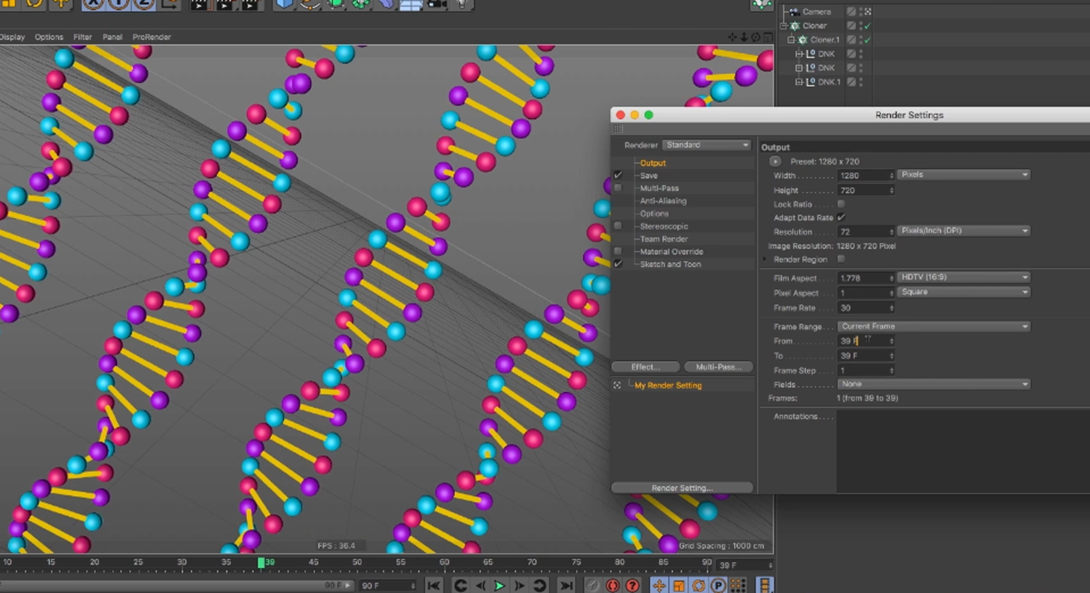 Camera
Cloner
Display Options Filter Panel ProRender
Cloner.1
DNK
DNK
DNK.1
Render Settings
Renderer Standard
Output
Save
Multi-Pass
Anti-Aliasing
Options
Stereoscopic
Team Render
Material Override
Sketch and Toon
Effect... Multi-Pass...
My Render Setting
Render Setting...
Output
Preset: 1280 x 720
Width 1280 Pixels
Height 720
Lock Ratio
Adapt Data Rate
Resolution 72 Pixels/Inch (DPI)
Image Resolution: 1280 x 720 Pixel
Render Region
Film Aspect 1.778 HDTV (16:9)
Pixel Aspect 1 Square
Frame Rate 30
Frame Range Current Frame
From 39 F
To 39 F
Frame Step 1
Fields None
Frames: 1 (from 39 to 39)
Annotations
FPS : 36.4
Grid Spacing : 1000 cm
10 15 20 25 30 35 39 45 50 55 60 65 70 75 80 85 90 39 F
90 F 90 F